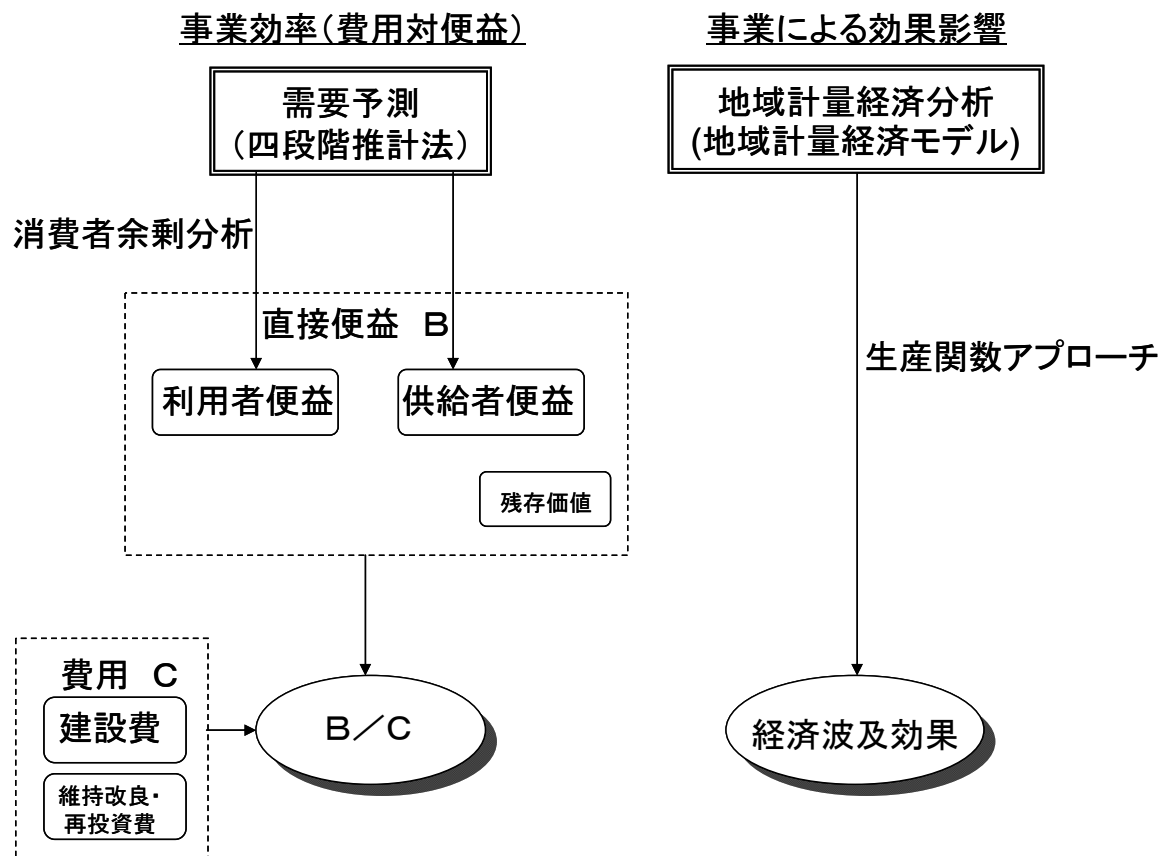 事業効率(費用対便益)
事業による効果影響
需要予測
(四段階推計法)
地域計量経済分析
(地域計量経済モデル)
消費者余剰分析
直接便益 B
生産関数アプローチ
利用者便益
供給者便益
残存価値
費用 C
建設費
B/C
経済波及効果
維持改良・
再投資費